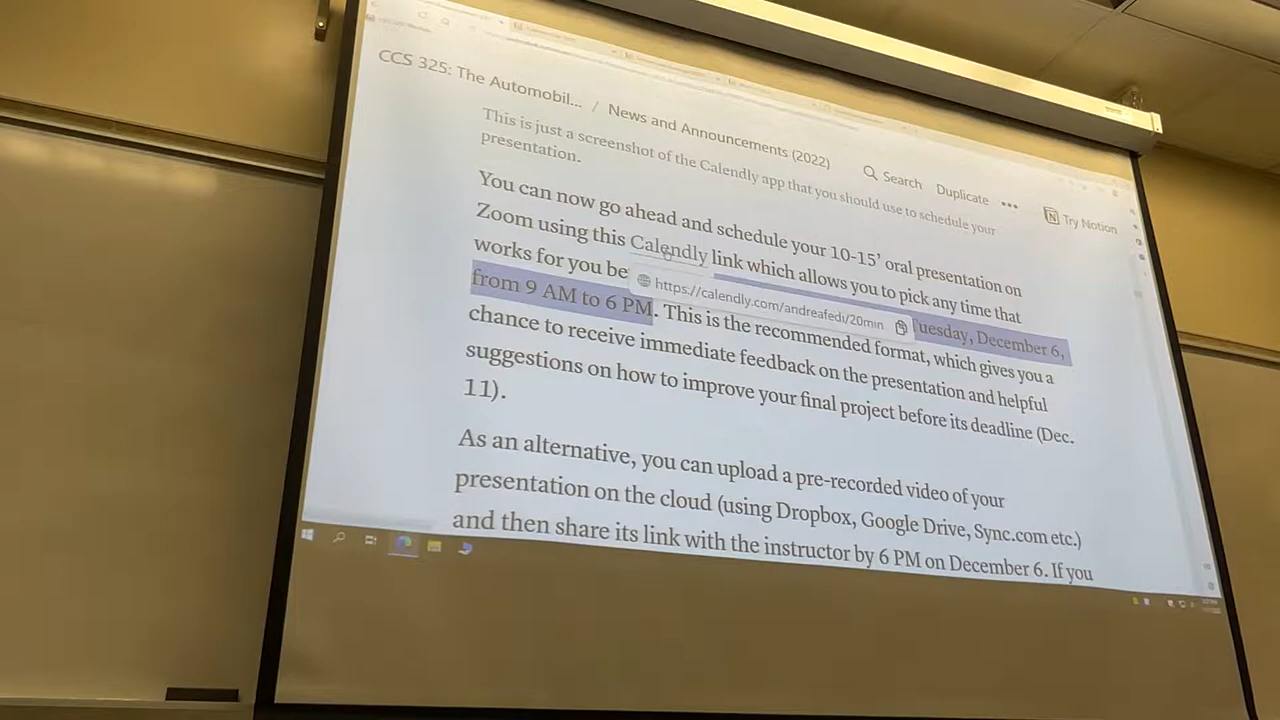 CCS 325: The Automobil... / News and Announcements (2022)
Search Duplicate ••• Try Notion
This is just a screenshot of the Calendly app that you should use to schedule your
presentation.
You can now go ahead and schedule your 10-15’ oral presentation on
Zoom using this Calendly link which allows you to pick any time that
works for you be Tuesday, December 6,
https://calendly.com/andreafedi/20min
from 9 AM to 6 PM. This is the recommended format, which gives you a
chance to receive immediate feedback on the presentation and helpful
suggestions on how to improve your final project before its deadline (Dec.
11).
As an alternative, you can upload a pre-recorded video of your
presentation on the cloud (using Dropbox, Google Drive, Sync.com etc.)
and then share its link with the instructor by 6 PM on December 6. If you